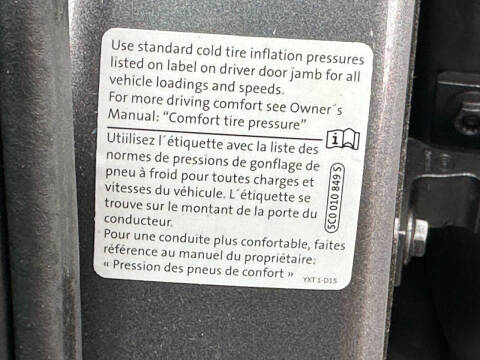 Use standard cold tire inflation pressures
listed on label on driver door jamb for all
vehicle loadings and speeds.
For more driving comfort see Owner´s
Manual: “Comfort tire pressure”
Utiilisez l´étiquette avec la liste des
normes de pressions de gonflage de
pneu à froid pour toutes charges et
vitesses du véhicule. L´étiquette se
trouve sur le montant de la porte du
conducteur.
Pour une conduite plus confortable, faites
référence au manuel du propriétaire:
« Pression des pneus de confort »
5C0 010 849 S
YXT 1-D15